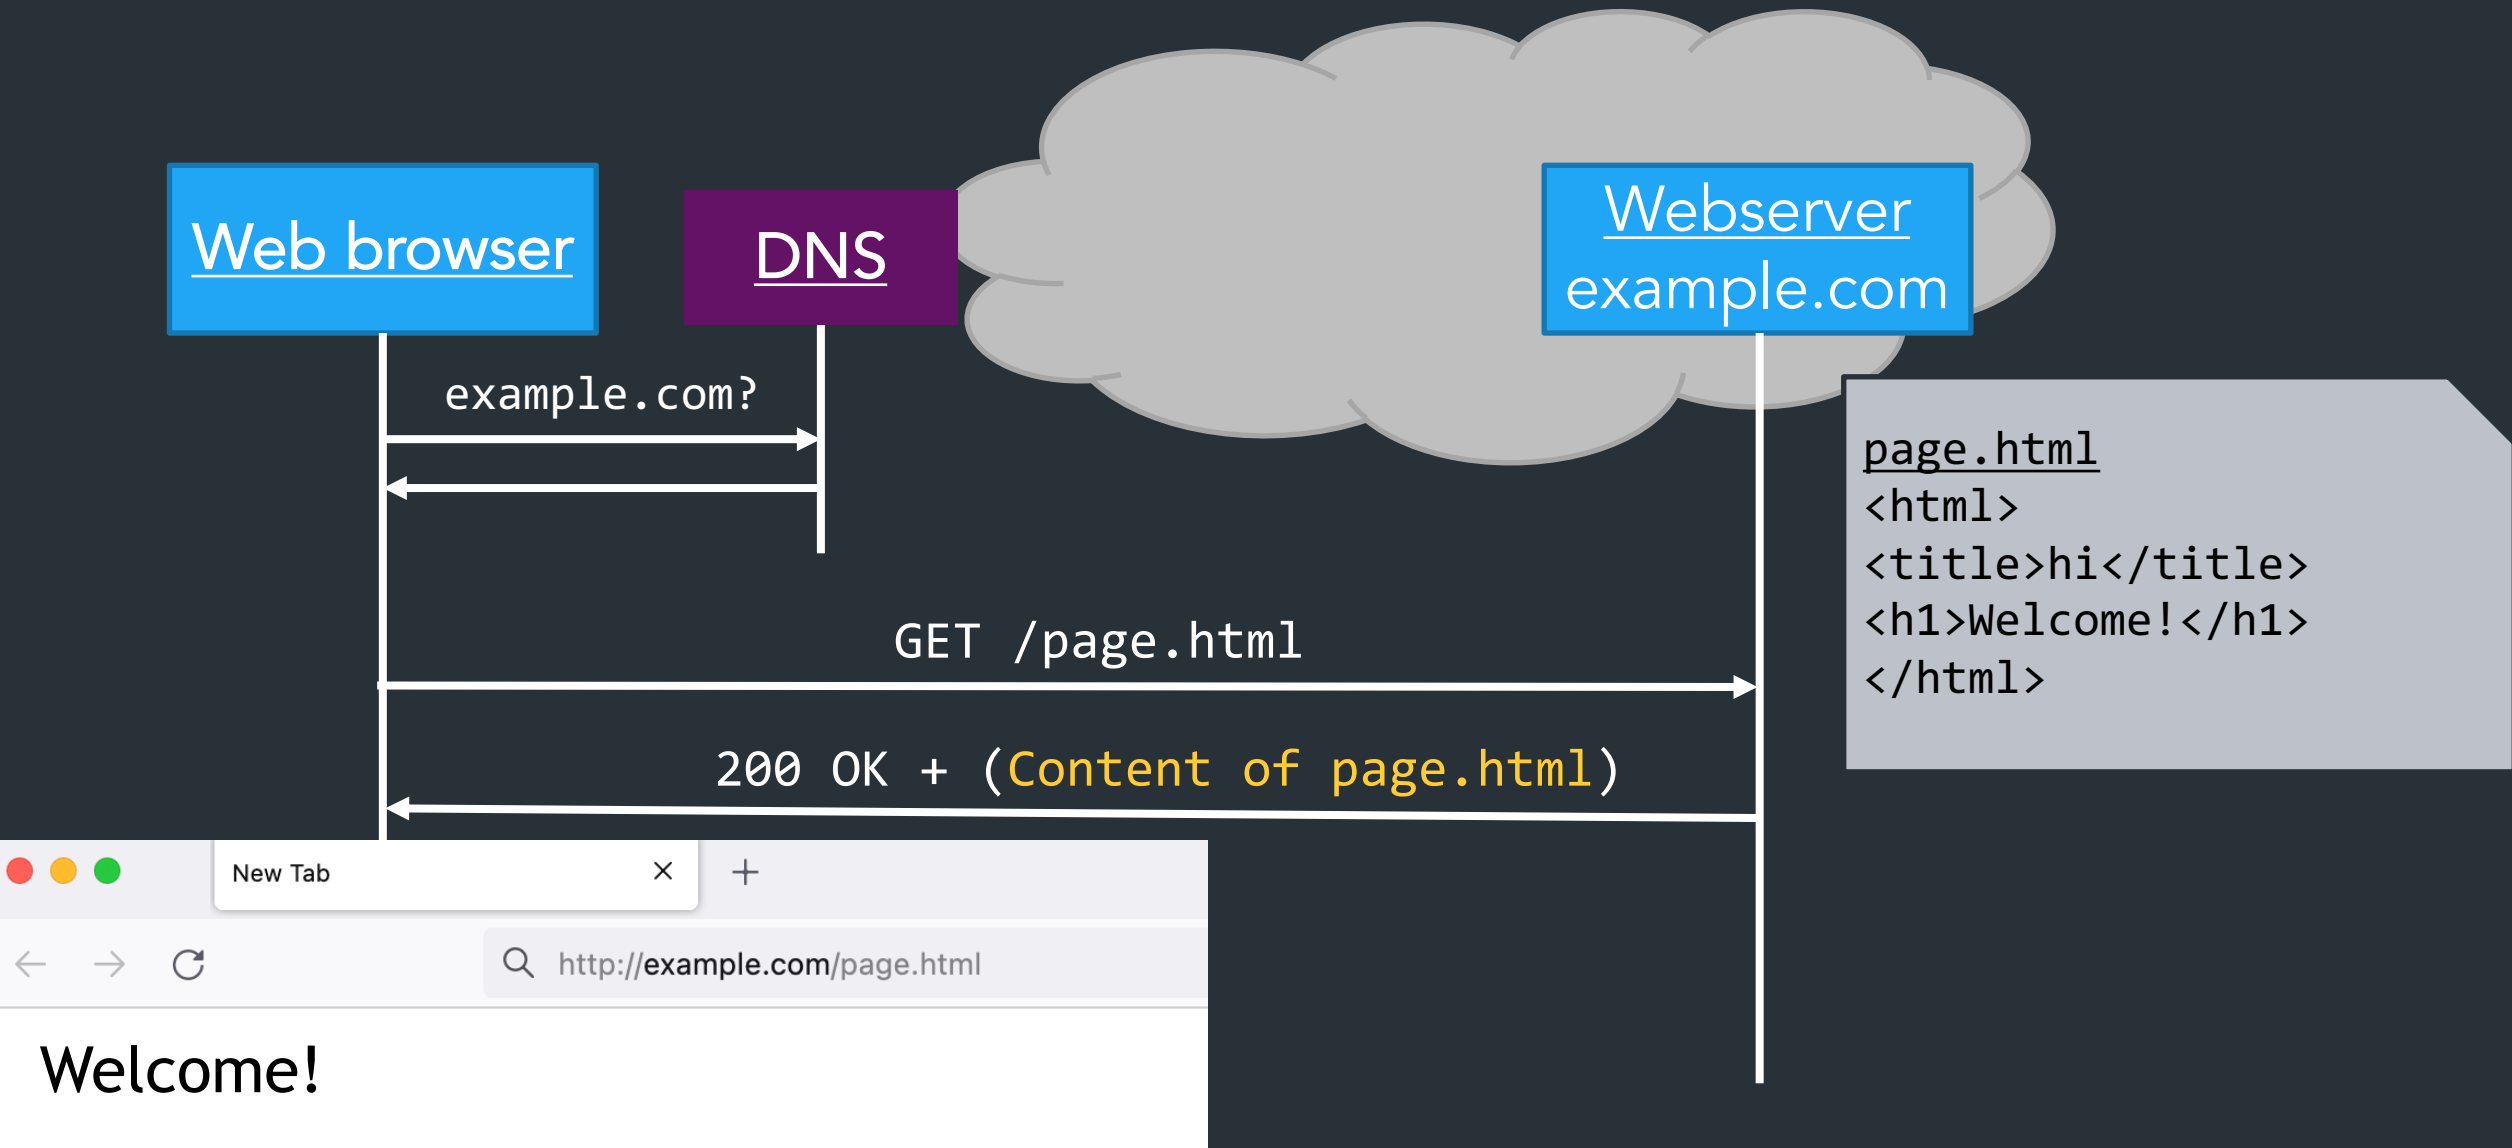 Web browser
DNS
Webserver
example.com
example.com?
page.html
<html>
<title>hi</title>
<h1>Welcome!</h1>
</html>
GET /page.html
200 OK + (Content of page.html)
New Tab
http://example.com/page.html
Welcome!